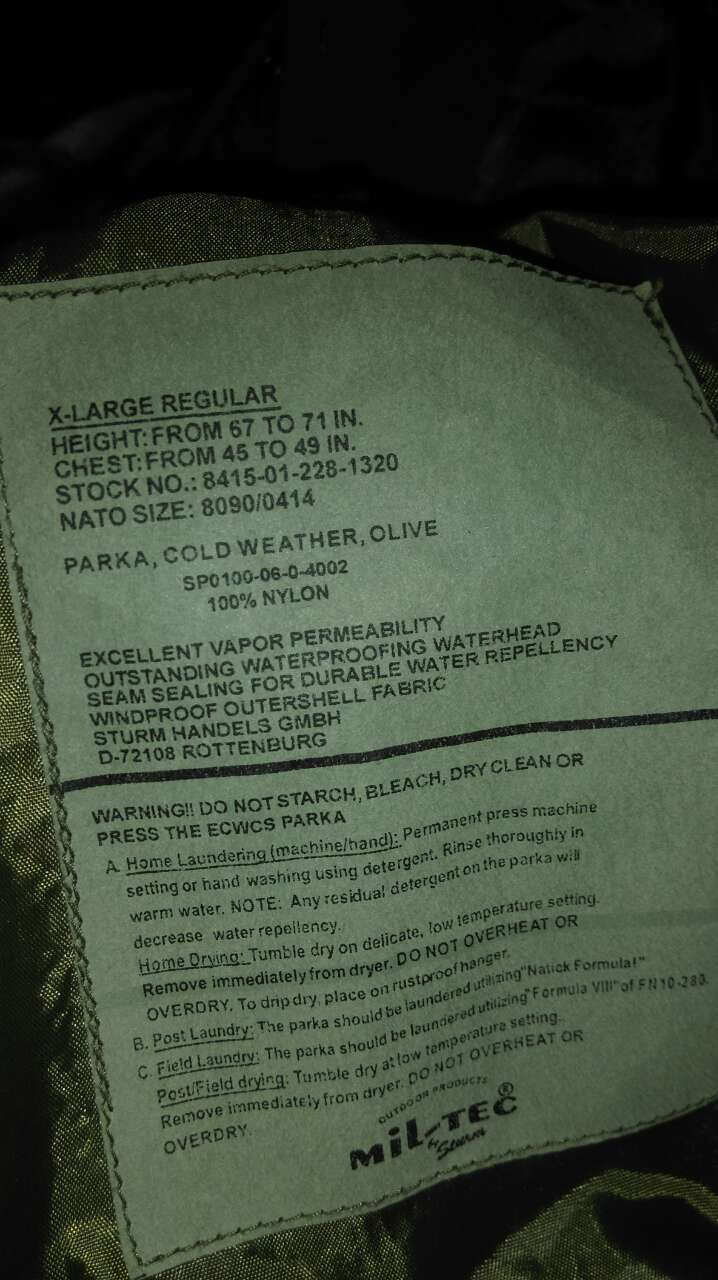 X-LARGE REGULAR
HEIGHT: FROM 67 TO 71 IN.
CHEST: FROM 45 TO 49 IN.
STOCK NO.: 8415-01-228-1320
NATO SIZE: 8090/0414
PARKA, COLD WEATHER, OLIVE
SP0100-06-0-4002
100% NYLON
EXCELLENT VAPOR PERMEABILITY
OUTSTANDING WATERPROOFING WATERHEAD
SEAM SEALING FOR DURABLE WATER REPELLENCY
WINDPROOF OUTERSHELL FABRIC
STURM HANDELS GMBH
D-72108 ROTTENBURG
WARNING!! DO NOT STARCH, BLEACH, DRY CLEAN OR
PRESS THE ECWCS PARKA
A. Home Laundering (machine/hand): Permanent press machine
setting or hand washing using detergent. Rinse thoroughly in
warm water. NOTE: Any residual detergent on the parka will
decrease water repellency.
Home Drying: Tumble dry on delicate, low temperature setting.
Remove immediately from dryer. DO NOT OVERHEAT OR
OVERDRY. To drip dry, place on rustproof hanger.
B. Post Laundry: The parka should be laundered utilizing "Natick Formula I"
C. Field Laundry: The parka should be laundered utilizing "Formula VIII" of FN 10-280.
Post/Field drying: Tumble dry at low temperature setting..
Remove immediately from dryer. DO NOT OVERHEAT OR
OVERDRY.
OUTDOOR PRODUCTS
MiL-TEC®
by Sturm